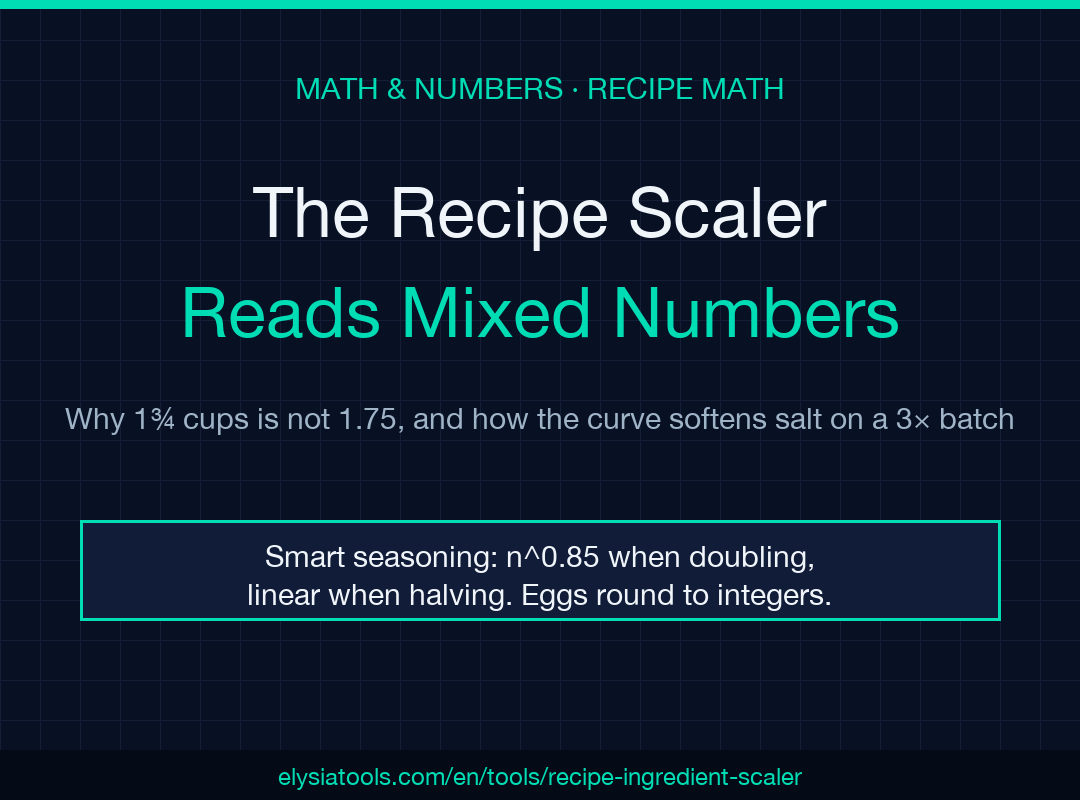 MATH & NUMBERS · RECIPE MATH
The Recipe Scaler
Reads Mixed Numbers
Why 1¾ cups is not 1.75, and how the curve softens salt on a 3× batch
Smart seasoning: n^0.85 when doubling,
linear when halving. Eggs round to integers.
elysiatools.com/en/tools/recipe-ingredient-scaler